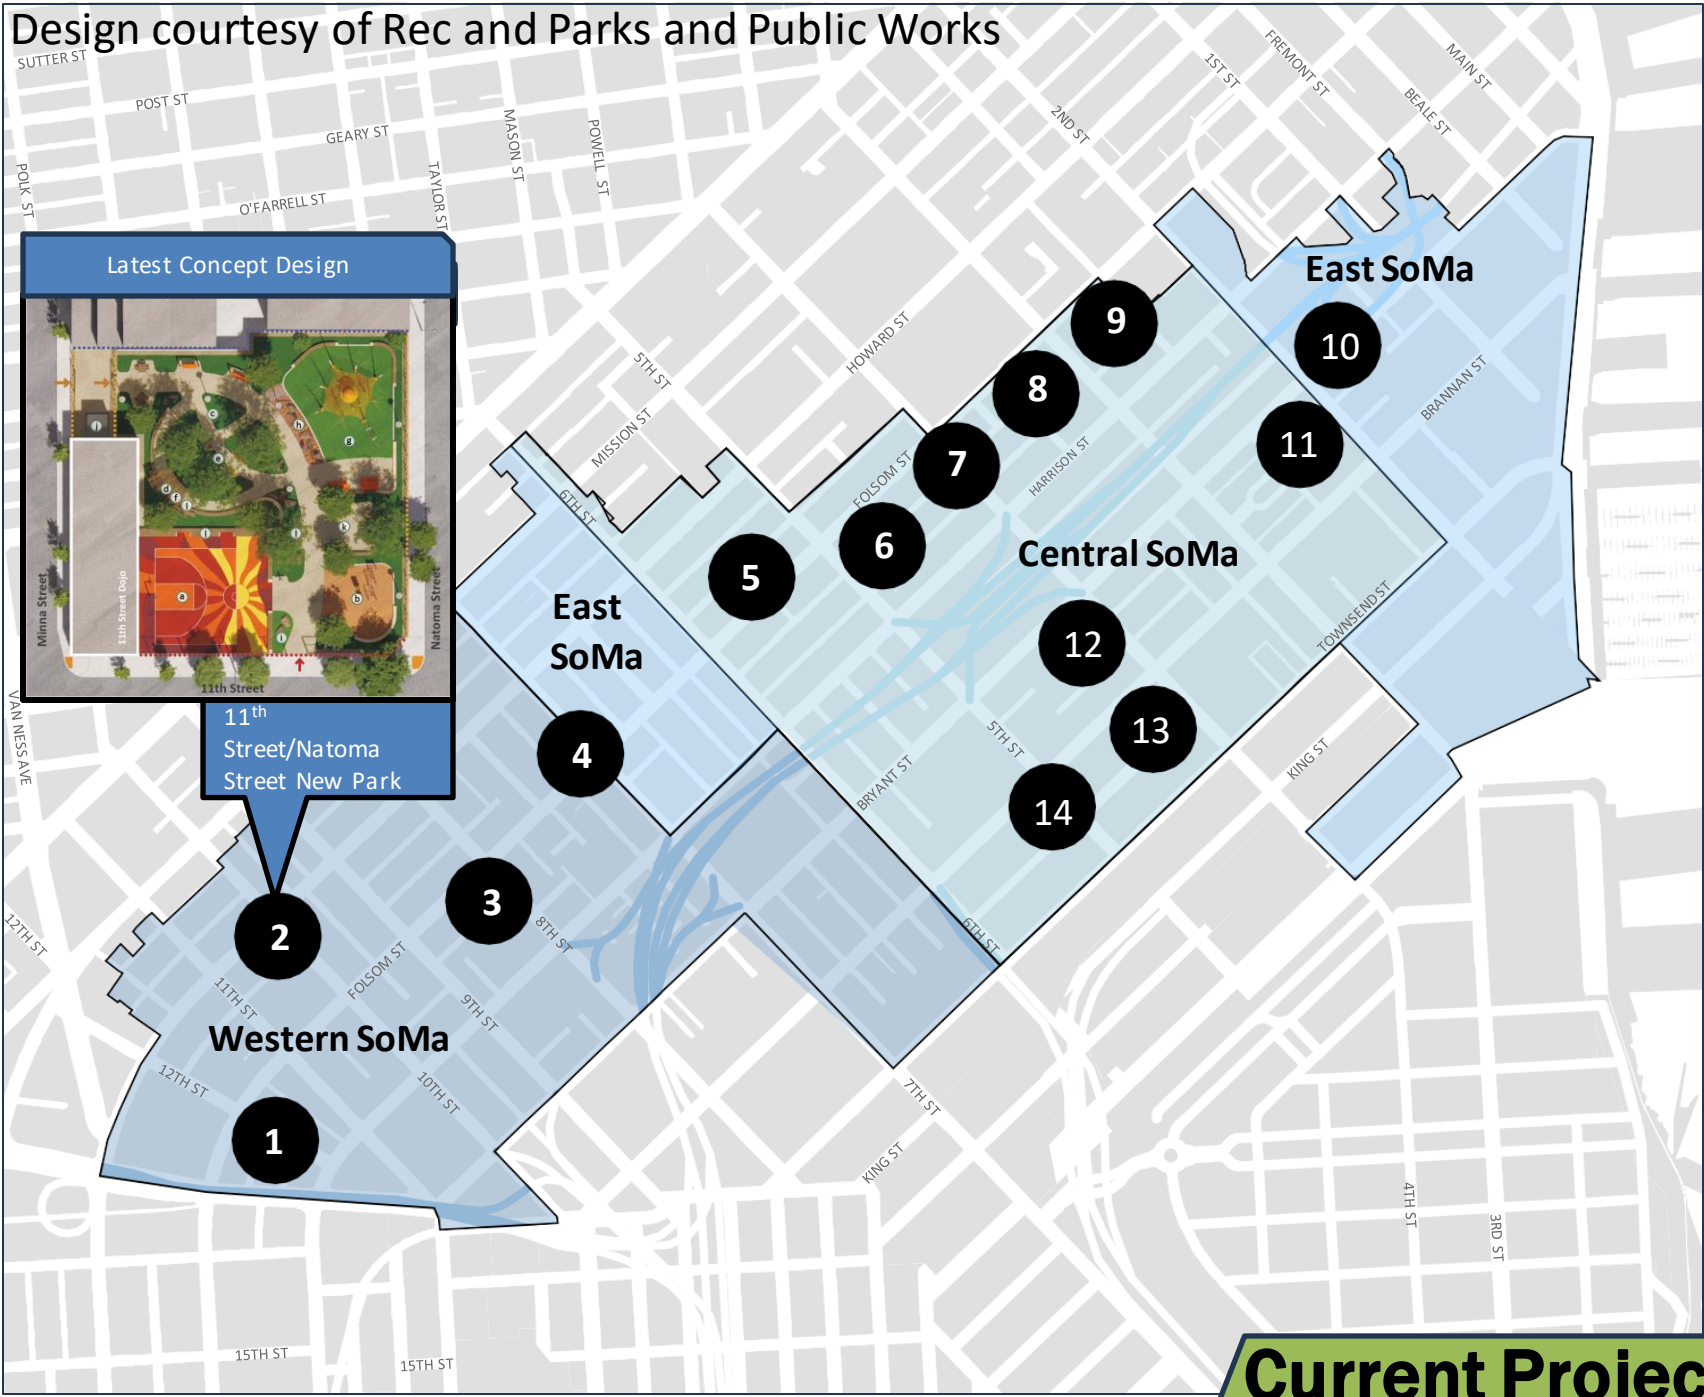 Design courtesy of Rec and Parks and Public Works
SUTTER ST
POST ST
GEARY ST
O'FARRELL ST
POLK ST
TAYLOR ST
MASON ST
POWELL ST
2ND ST
1ST ST
FREMONT ST
BEALE ST
MAIN ST
Latest Concept Design
Minna Street
11th Street Dojo
Natoma Street
11th Street
a
b
c
d
e
f
g
h
i
j
k
l
11th
Street/Natoma
Street New Park
VAN NESS AVE
5TH ST
MISSION ST
HOWARD ST
6TH ST
FOLSOM ST
HARRISON ST
BRANNAN ST
East SoMa
9
10
8
11
7
6
5
Central SoMa
East
SoMa
12
TOWNSEND ST
4
13
5TH ST
BRYANT ST
KING ST
14
3
2
12TH ST
8TH ST
6TH ST
FOLSOM ST
11TH ST
9TH ST
Western SoMa
12TH ST
10TH ST
1
7TH ST
KING ST
4TH ST
3RD ST
15TH ST
15TH ST
Current Projec